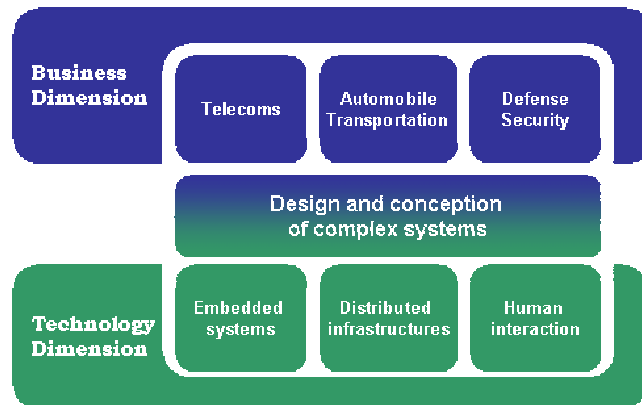 Business
Dimension
Telecoms
Automobile
Transportation
Defense
Security
Design and conception
of complex systems
Technology
Dimension
Embedded
systems
Distributed
infrastructures
Human
interaction